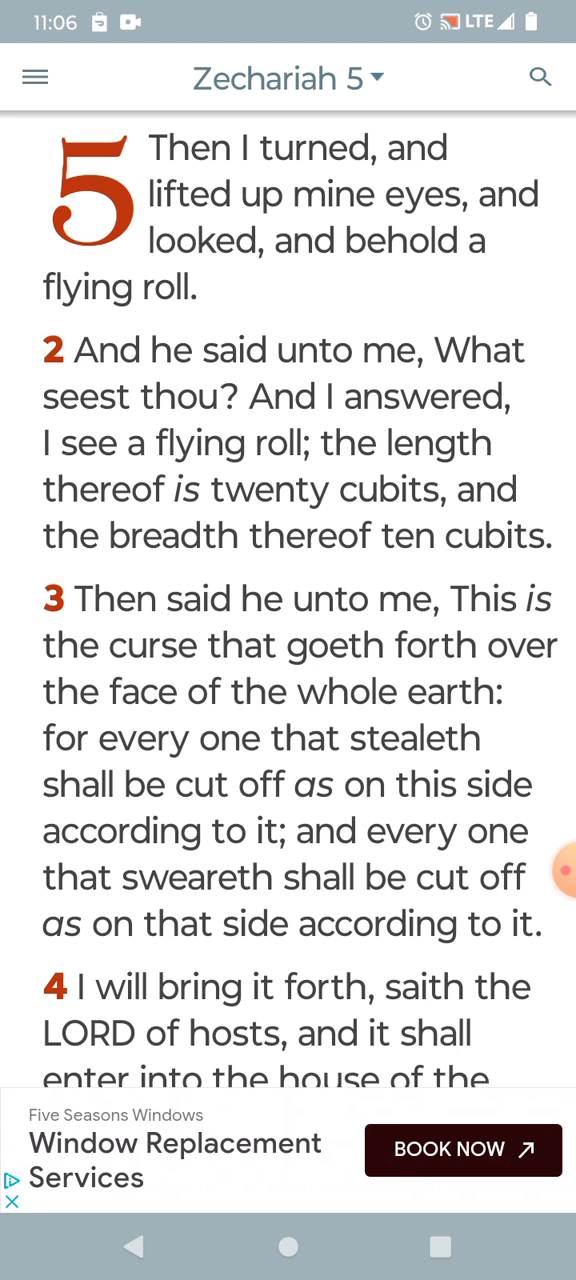 11:06
LTE
Zechariah 5
5 Then I turned, and
lifted up mine eyes, and
looked, and behold a
flying roll.
2 And he said unto me, What
seest thou? And I answered,
I see a flying roll; the length
thereof is twenty cubits, and
the breadth thereof ten cubits.
3 Then said he unto me, This is
the curse that goeth forth over
the face of the whole earth:
for every one that stealeth
shall be cut off as on this side
according to it; and every one
that sweareth shall be cut off
as on that side according to it.
4 I will bring it forth, saith the
LORD of hosts, and it shall
enter into the house of the
Five Seasons Windows
Window Replacement
Services
BOOK NOW